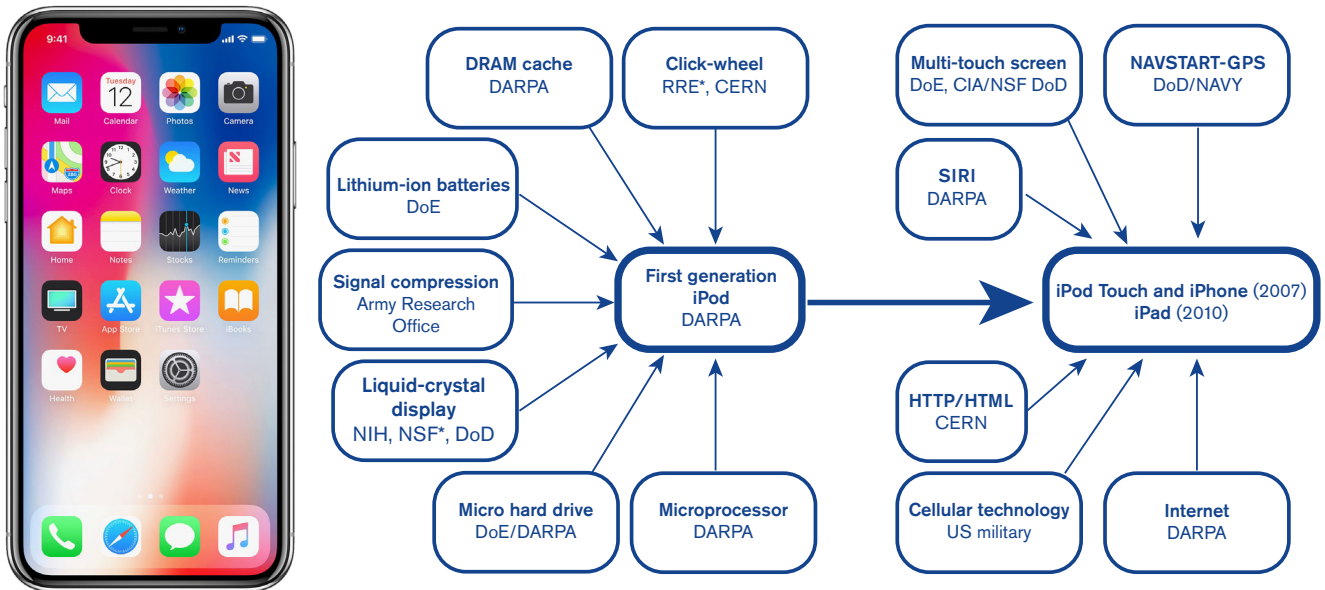 9:41
Mail
Tuesday
12
Calendar
Photos
Camera
Maps
Clock
Weather
News
Home
Notes
Stocks
Reminders
TV
App Store
iTunes Store
iBooks
Health
Wallet
Settings
DRAM cache
DARPA
Click-wheel
RRE*, CERN
Lithium-ion batteries
DoE
Signal compression
Army Research
Office
Liquid-crystal
display
NIH, NSF*, DoD
Micro hard drive
DoE/DARPA
Microprocessor
DARPA
First generation
iPod
DARPA
Multi-touch screen
DoE, CIA/NSF DoD
NAVSTART-GPS
DoD/NAVY
SIRI
DARPA
iPod Touch and iPhone (2007)
iPad (2010)
HTTP/HTML
CERN
Cellular technology
US military
Internet
DARPA